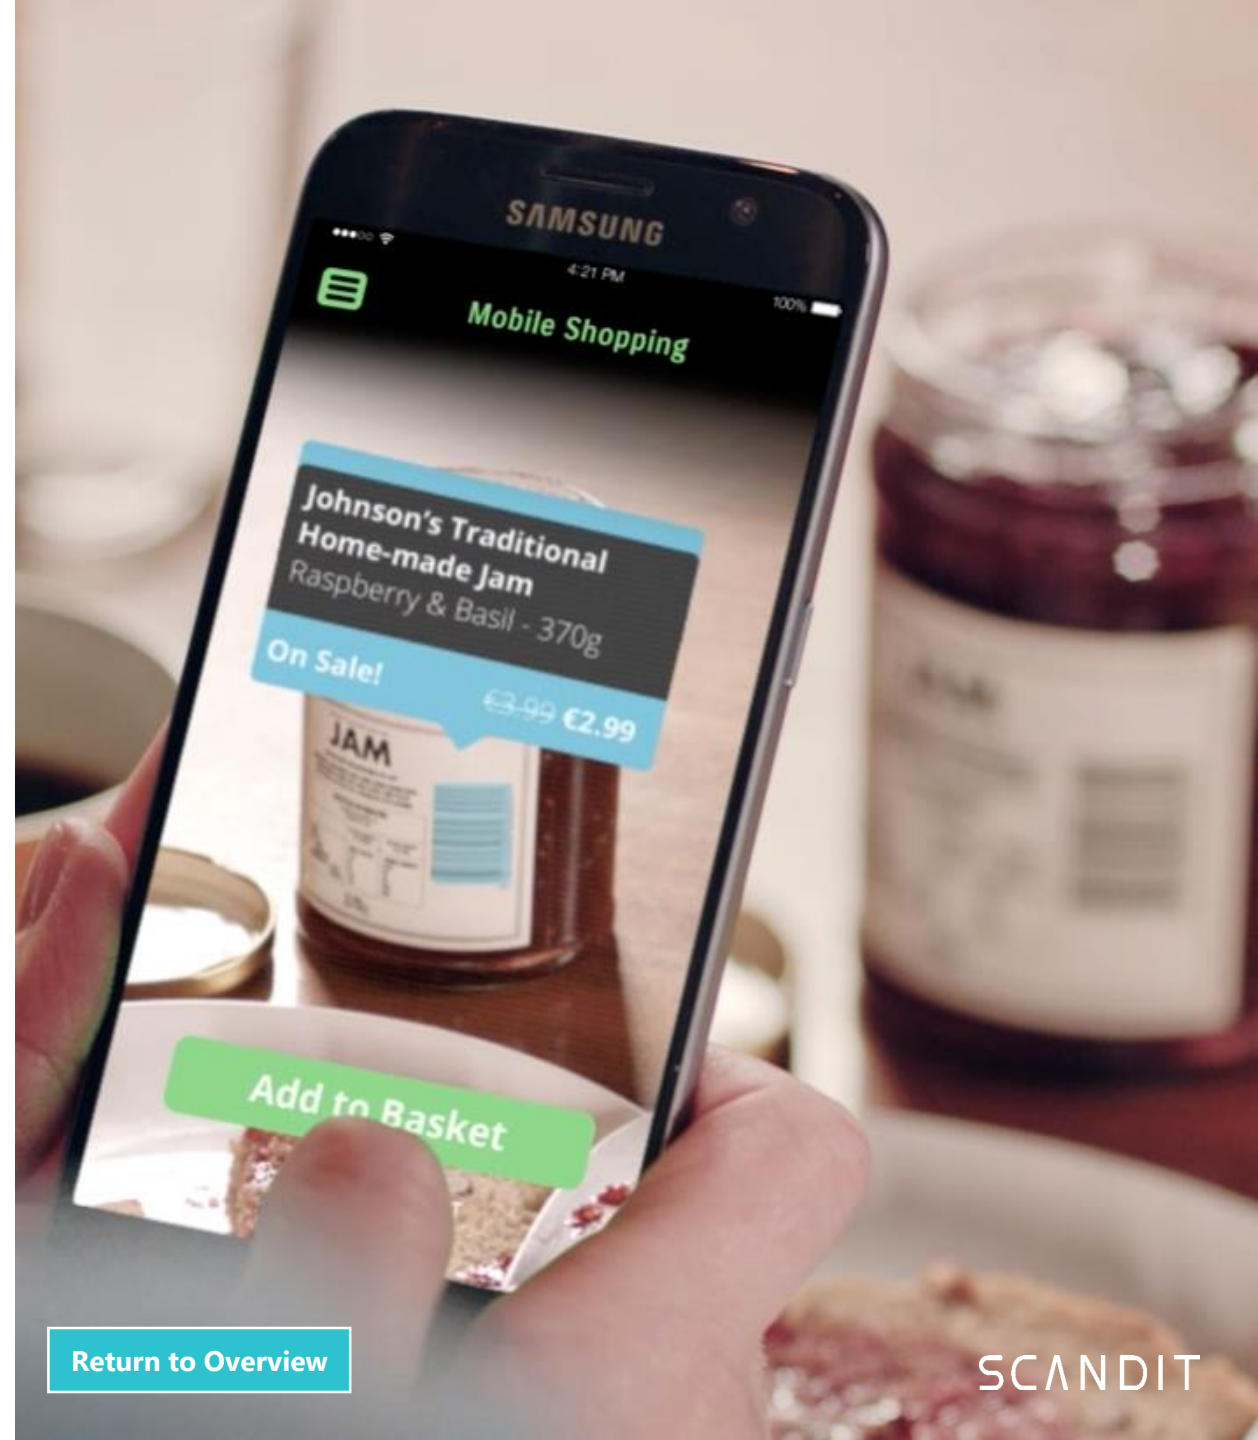 SAMSUNG
4:21 PM
100%
Mobile Shopping
Johnson's Traditional
Home-made Jam
Raspberry & Basil - 370g
On Sale!
€3.99 €2.99
JAM
Add to Basket
Return to Overview
SCANDIT